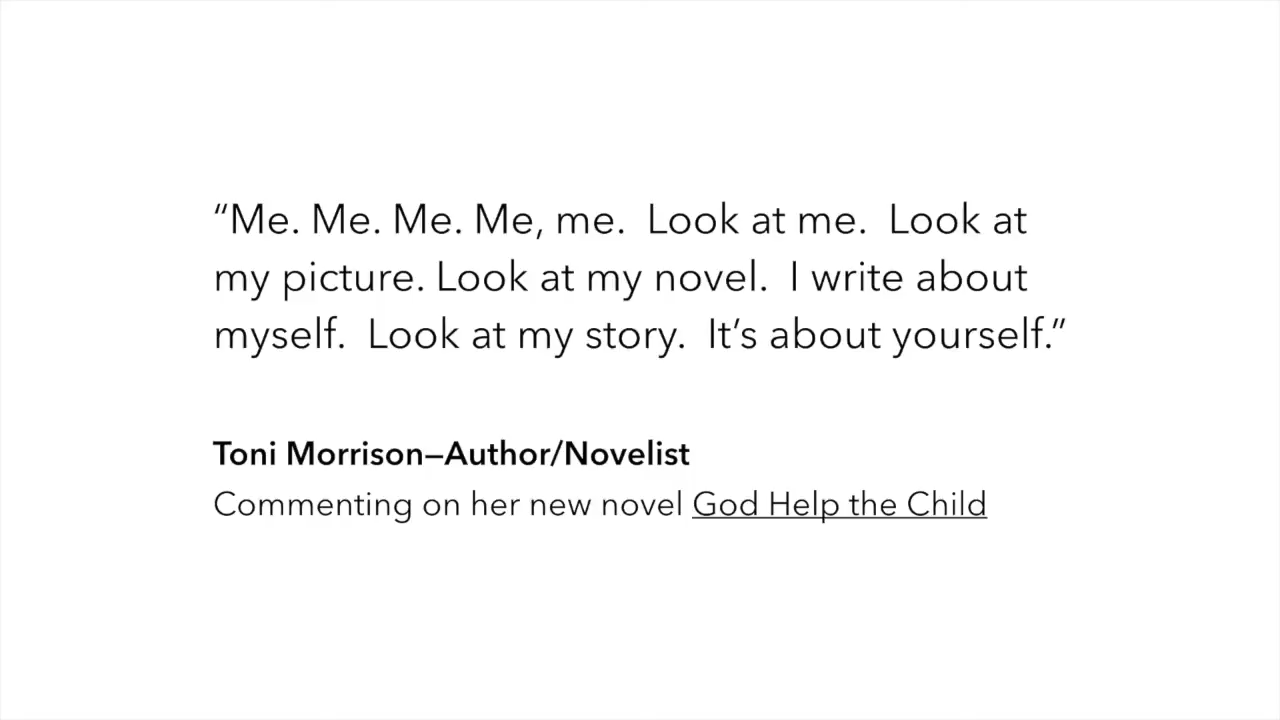 “Me. Me. Me. Me, me.  Look at me.  Look at
my picture. Look at my novel.  I write about
myself.  Look at my story.  It’s about yourself.”
Toni Morrison—Author/Novelist
Commenting on her new novel God Help the Child